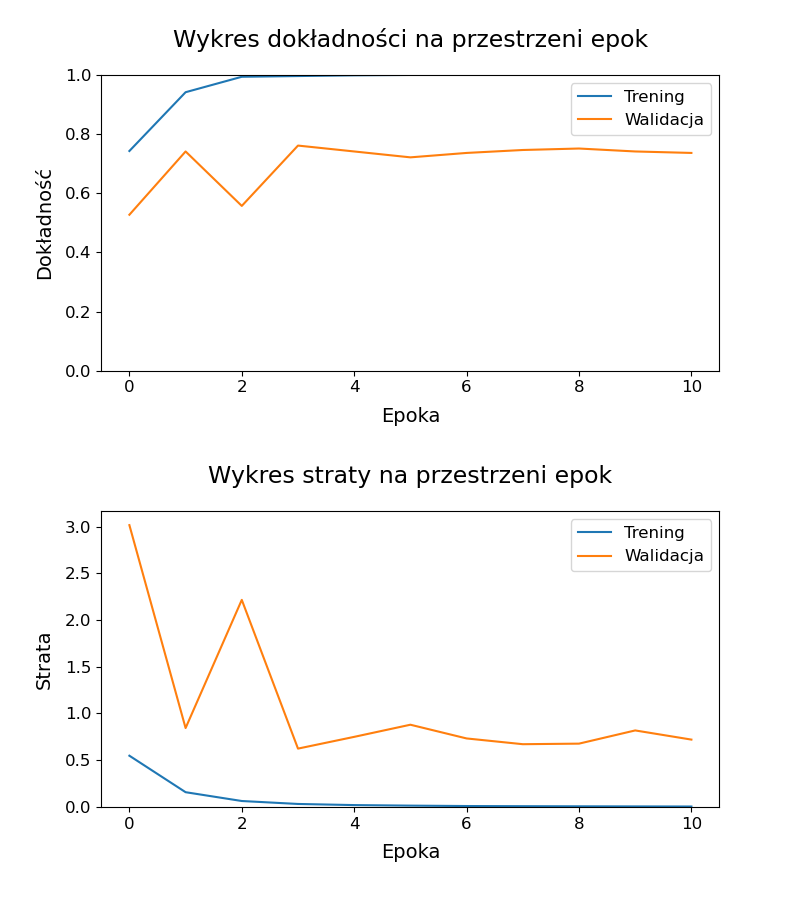 Wykres dokładności na przestrzeni epok
1.0
0.8
0.6
0.4
0.2
0.0
Dokładność
Trening
Walidacja
0 2 4 6 8 10
Epoka
Wykres straty na przestrzeni epok
3.0
2.5
2.0
1.5
1.0
0.5
0.0
Strata
Trening
Walidacja
0 2 4 6 8 10
Epoka